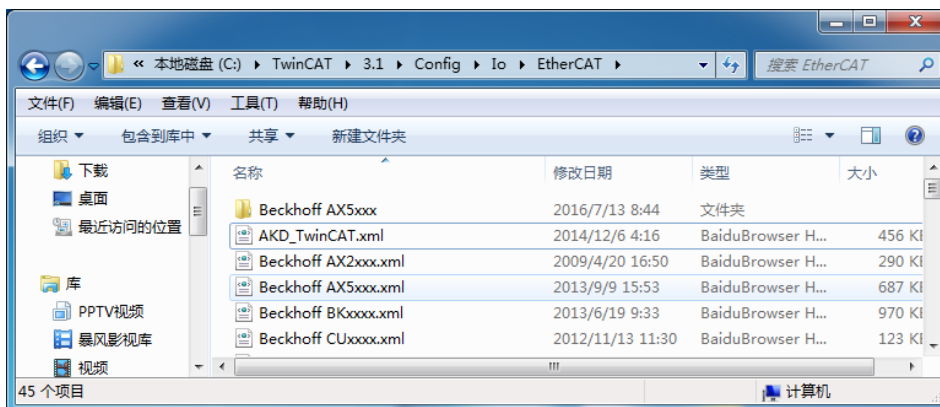 « 本地磁盘 (C:) ▸ TwinCAT ▸ 3.1 ▸ Config ▸ Io ▸ EtherCAT ▸ 搜索 EtherCAT
文件(F) 编辑(E) 查看(V) 工具(T) 帮助(H)
组织 包含到库中 共享 新建文件夹
下载
桌面
最近访问的位置
库
PPTV视频
暴风影视库
视频
名称 修改日期 类型 大小
Beckhoff AX5xxx 2016/7/13 8:44 文件夹
AKD_TwinCAT.xml 2014/12/6 4:16 BaiduBrowser H... 456 KB
Beckhoff AX2xxx.xml 2009/4/20 16:50 BaiduBrowser H... 290 KB
Beckhoff AX5xxx.xml 2013/9/9 15:53 BaiduBrowser H... 687 KB
Beckhoff BKxxxx.xml 2013/6/19 9:33 BaiduBrowser H... 970 KB
Beckhoff CUxxxx.xml 2012/11/13 11:30 BaiduBrowser H... 123 KB
45 个项目 计算机